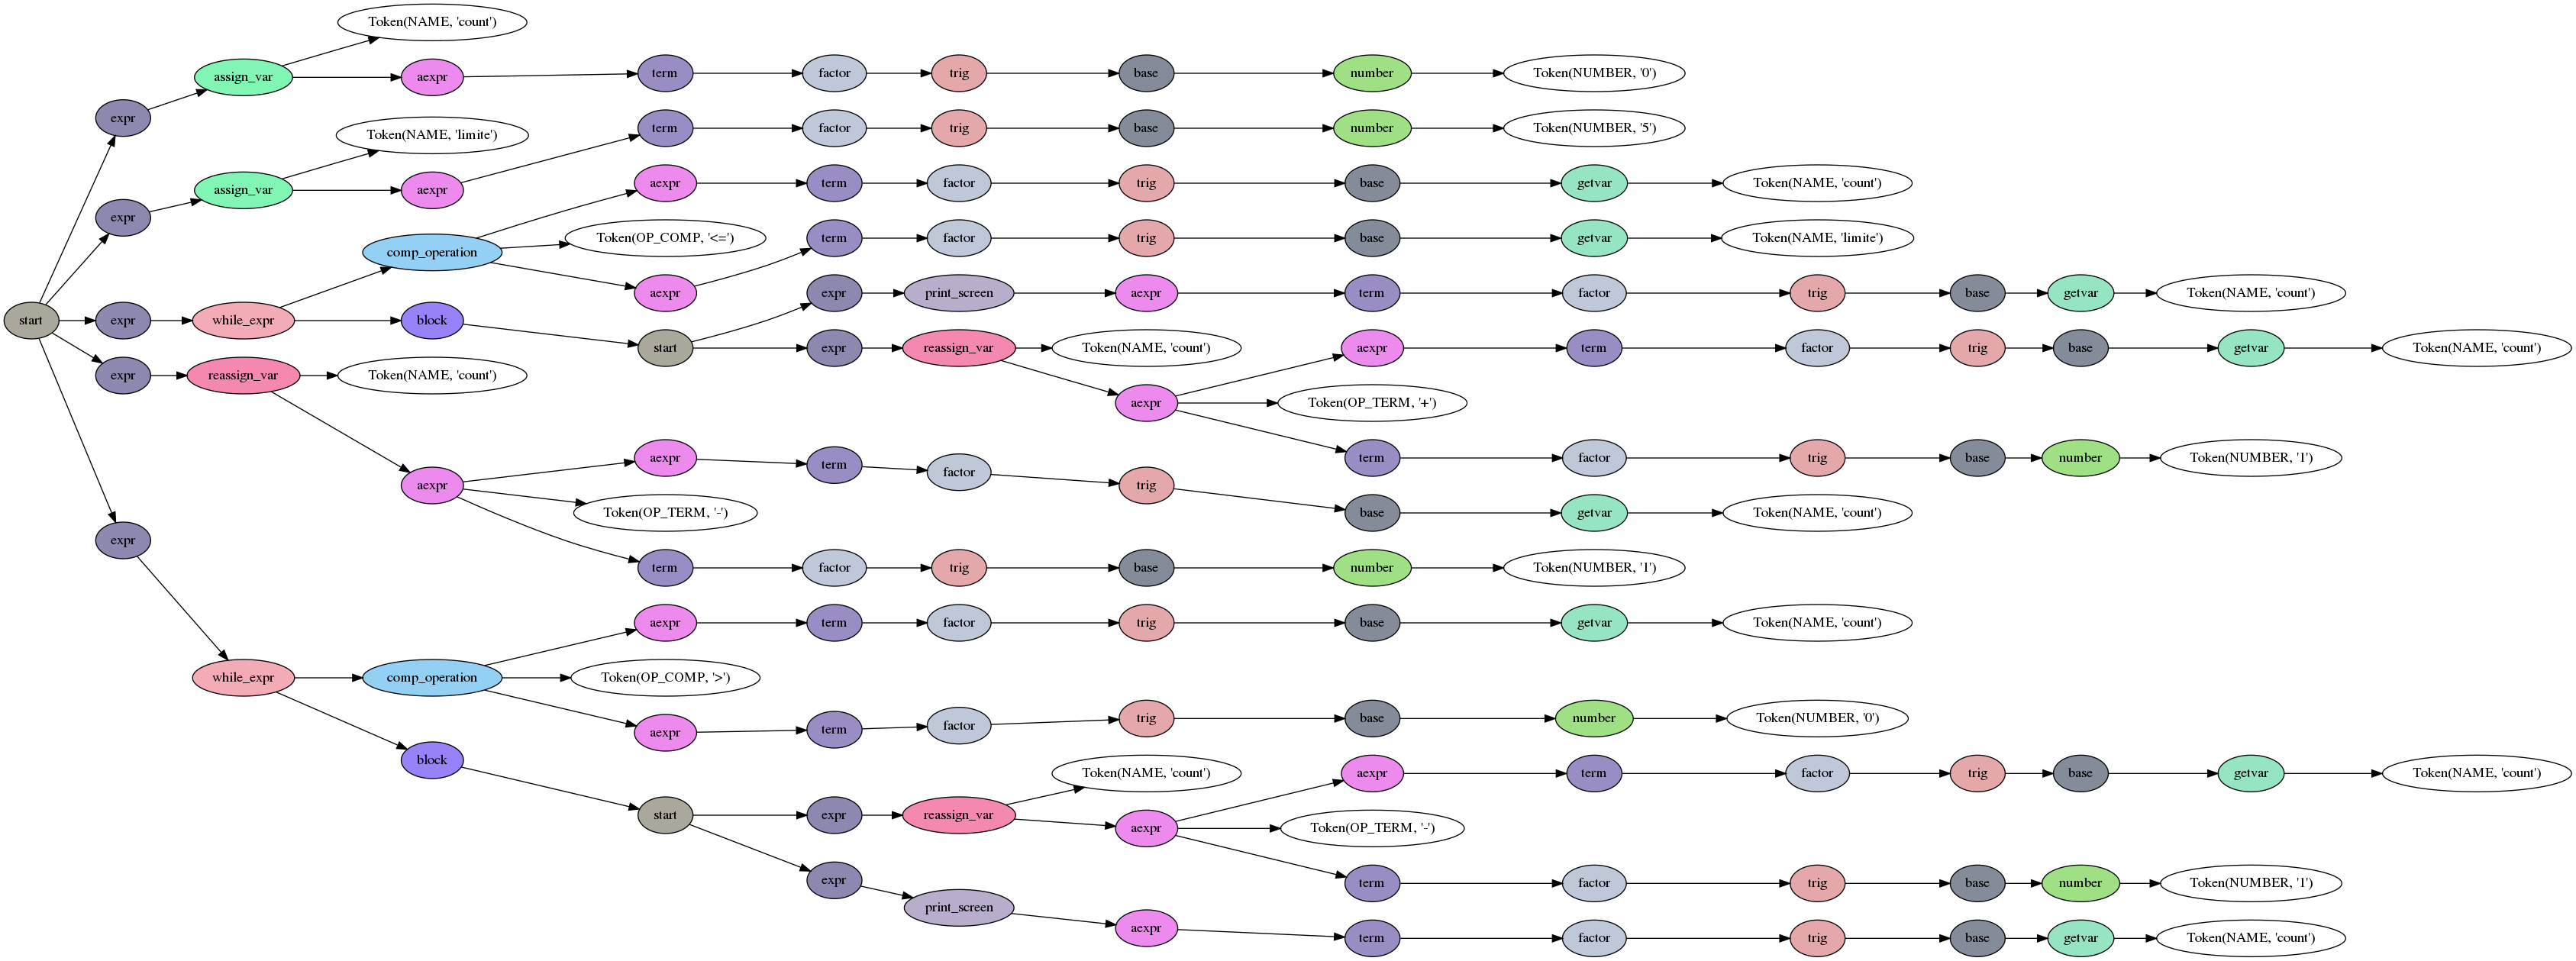 Token(NAME, 'count')
assign_var
aexpr
term
factor
trig
base
number
Token(NUMBER, '0')
expr
term
factor
trig
base
number
Token(NUMBER, '5')
Token(NAME, 'limite')
assign_var
aexpr
expr
aexpr
term
factor
trig
base
getvar
Token(NAME, 'count')
comp_operation
Token(OP_COMP, '<=')
term
factor
trig
base
getvar
Token(NAME, 'limite')
aexpr
expr
print_screen
aexpr
term
factor
trig
base
getvar
Token(NAME, 'count')
start
expr
while_expr
block
start
expr
reassign_var
Token(NAME, 'count')
aexpr
term
factor
trig
base
getvar
Token(NAME, 'count')
expr
reassign_var
Token(NAME, 'count')
aexpr
Token(OP_TERM, '+')
term
factor
trig
base
number
Token(NUMBER, '1')
aexpr
aexpr
term
factor
trig
base
getvar
Token(NAME, 'count')
Token(OP_TERM, '-')
term
factor
trig
base
number
Token(NUMBER, '1')
expr
aexpr
term
factor
trig
base
getvar
Token(NAME, 'count')
while_expr
comp_operation
Token(OP_COMP, '>')
aexpr
term
factor
trig
base
number
Token(NUMBER, '0')
block
start
expr
reassign_var
Token(NAME, 'count')
aexpr
aexpr
term
factor
trig
base
getvar
Token(NAME, 'count')
Token(OP_TERM, '-')
term
factor
trig
base
number
Token(NUMBER, '1')
expr
print_screen
aexpr
term
factor
trig
base
getvar
Token(NAME, 'count')